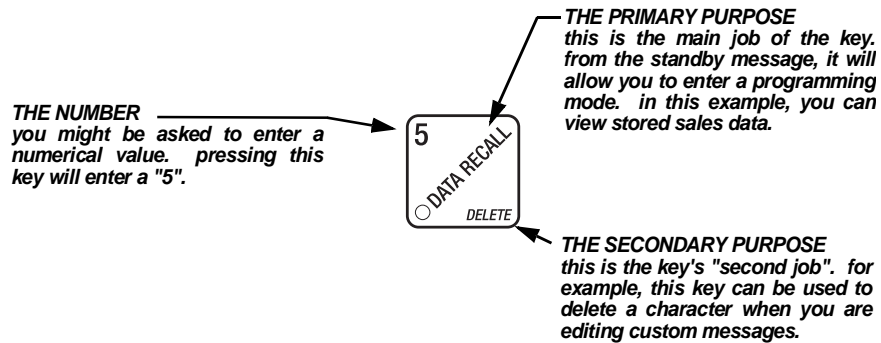 THE PRIMARY PURPOSE
this is the main job of the key.
from the standby message, it will
allow you to enter a programming
mode. in this example, you can
view stored sales data.
THE NUMBER
you might be asked to enter a
numerical value. pressing this
key will enter a "5".
5
DATA RECALL
DELETE
THE SECONDARY PURPOSE
this is the key's "second job". for
example, this key can be used to
delete a character when you are
editing custom messages.